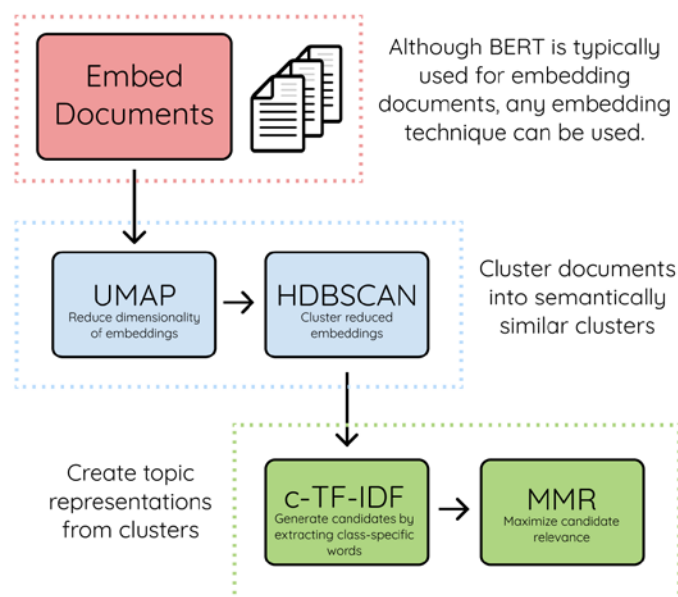 Embed
Documents
Although BERT is typically
used for embedding
documents, any embedding
technique can be used.
UMAP
Reduce dimensionality
of embeddings
HDBSCAN
Cluster reduced
embeddings
Cluster documents
into semantically
similar clusters
Create topic
representations
from clusters
c-TF-IDF
Generate candidates by
extracting class-specific
words
MMR
Maximize candidate
relevance